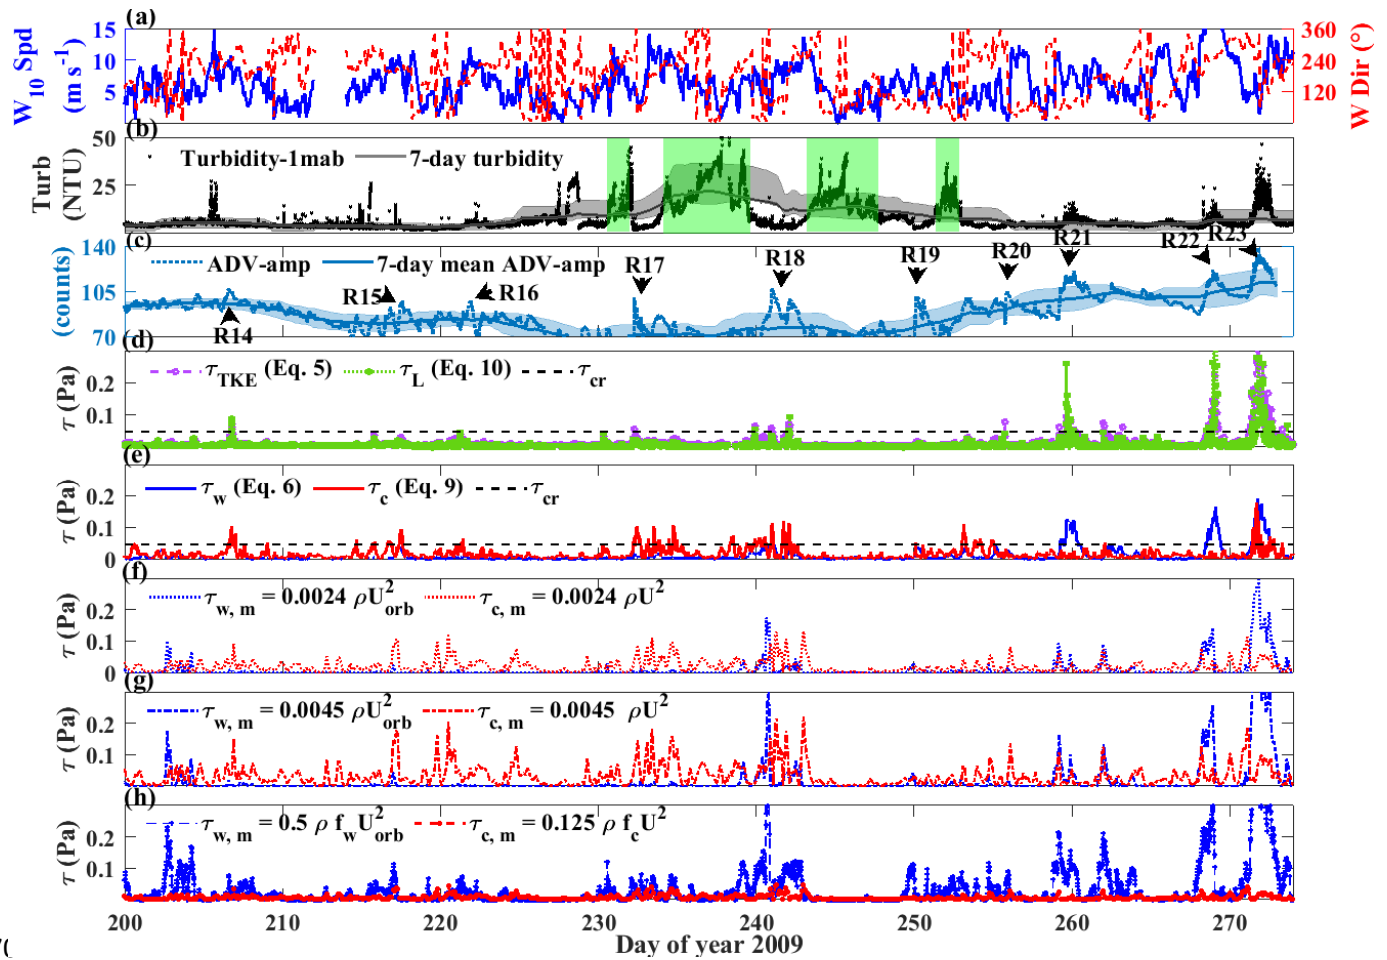 (a)
W10 Spd (m s-1)
15
10
5
360
240
120
W Dir (°)
(b)
Turb (NTU)
50
25
Turbidity-1mab 7-day turbidity
(c)
(counts)
140
105
70
ADV-amp 7-day mean ADV-amp
R14 R15 R16 R17 R18 R19 R20 R21 R22 R23
(d)
τ (Pa)
0.2
0.1
τTKE (Eq. 5) τL (Eq. 10) τcr
(e)
τ (Pa)
0.2
0.1
0
τw (Eq. 6) τc (Eq. 9) τcr
(f)
τ (Pa)
0.2
0.1
0
τw, m = 0.0024 ρU²orb τc, m = 0.0024 ρU²
(g)
τ (Pa)
0.2
0.1
τw, m = 0.0045 ρU²orb τc, m = 0.0045 ρU²
(h)
τ (Pa)
0.2
0.1
τw, m = 0.5 ρ fwU²orb τc, m = 0.125 ρ fcU²
200 210 220 230 240 250 260 270
Day of year 2009